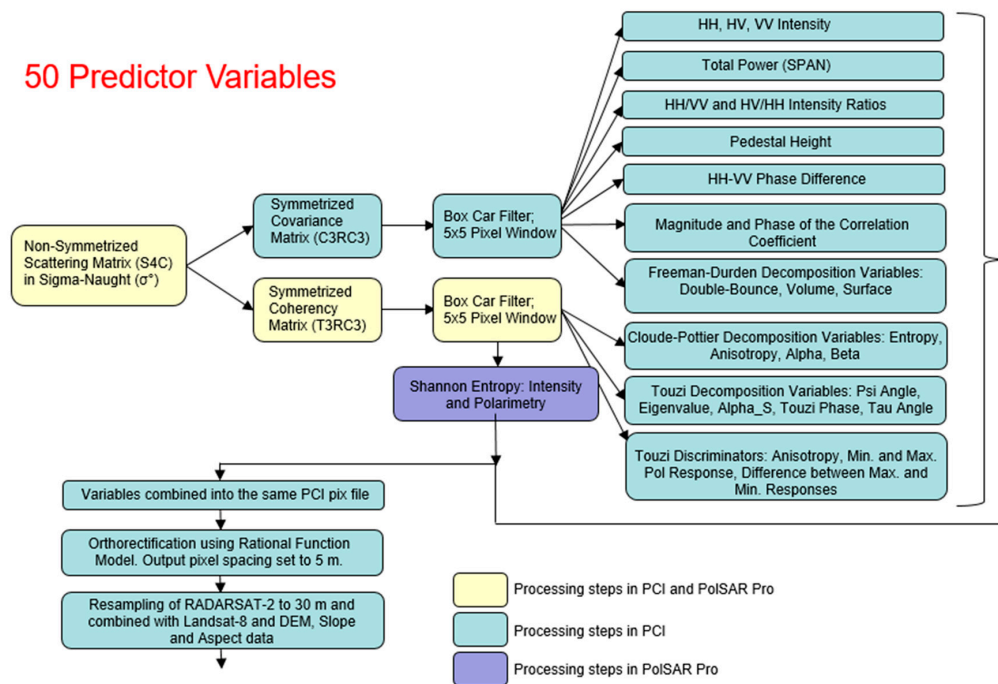 50 Predictor Variables
Non-Symmetrized
Scattering Matrix (S4C)
in Sigma-Naught (σ°)
Symmetrized
Covariance
Matrix (C3RC3)
Box Car Filter;
5x5 Pixel Window
Symmetrized
Coherency
Matrix (T3RC3)
Box Car Filter;
5x5 Pixel Window
Shannon Entropy: Intensity
and Polarimetry
HH, HV, VV Intensity
Total Power (SPAN)
HH/VV and HV/HH Intensity Ratios
Pedestal Height
HH-VV Phase Difference
Magnitude and Phase of the Correlation
Coefficient
Freeman-Durden Decomposition Variables:
Double-Bounce, Volume, Surface
Cloude-Pottier Decomposition Variables: Entropy,
Anisotropy, Alpha, Beta
Touzi Decomposition Variables: Psi Angle,
Eigenvalue, Alpha_S, Touzi Phase, Tau Angle
Touzi Discriminators: Anisotropy, Min. and Max.
Pol Response, Difference between Max. and
Min. Responses
Variables combined into the same PCI pix file
Orthorectification using Rational Function
Model. Output pixel spacing set to 5 m.
Resampling of RADARSAT-2 to 30 m and
combined with Landsat-8 and DEM, Slope
and Aspect data
Processing steps in PCI and PolSAR Pro
Processing steps in PCI
Processing steps in PolSAR Pro